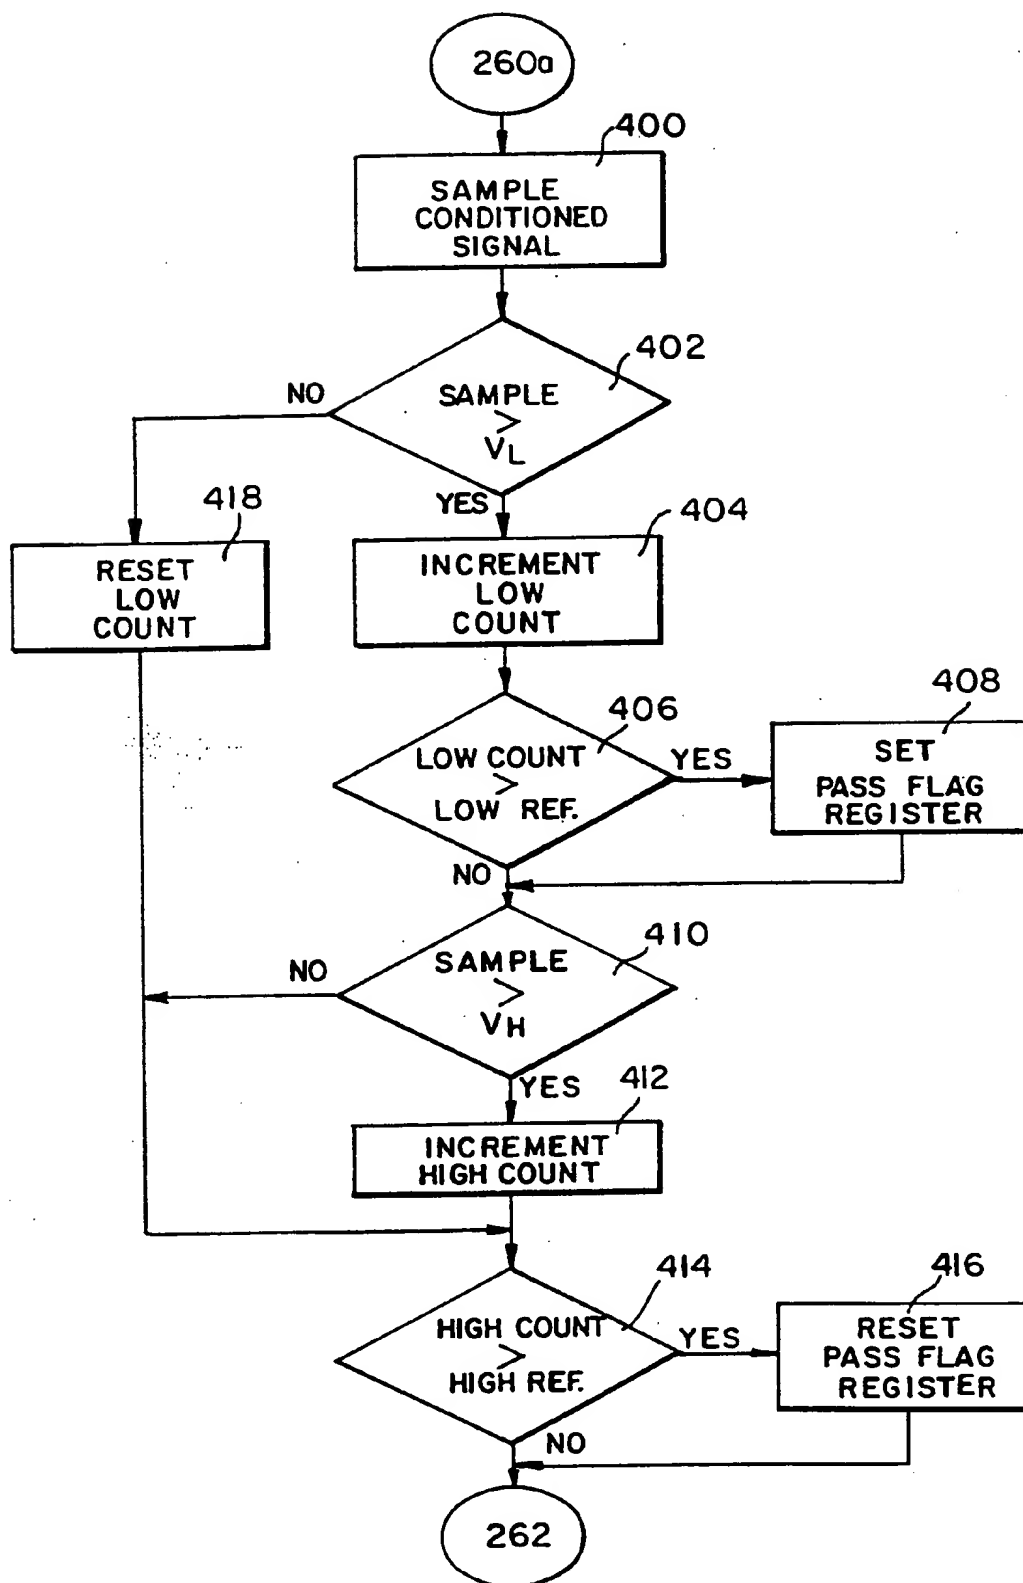 260a
400
SAMPLE
CONDITIONED
SIGNAL
402
NO
SAMPLE
>
VL
YES
418
404
RESET
LOW
COUNT
INCREMENT
LOW
COUNT
408
406
LOW COUNT
>
LOW REF.
YES
SET
PASS FLAG
REGISTER
NO
410
NO
SAMPLE
>
VH
YES
412
INCREMENT
HIGH COUNT
414
416
HIGH COUNT
>
HIGH REF.
YES
RESET
PASS FLAG
REGISTER
NO
262